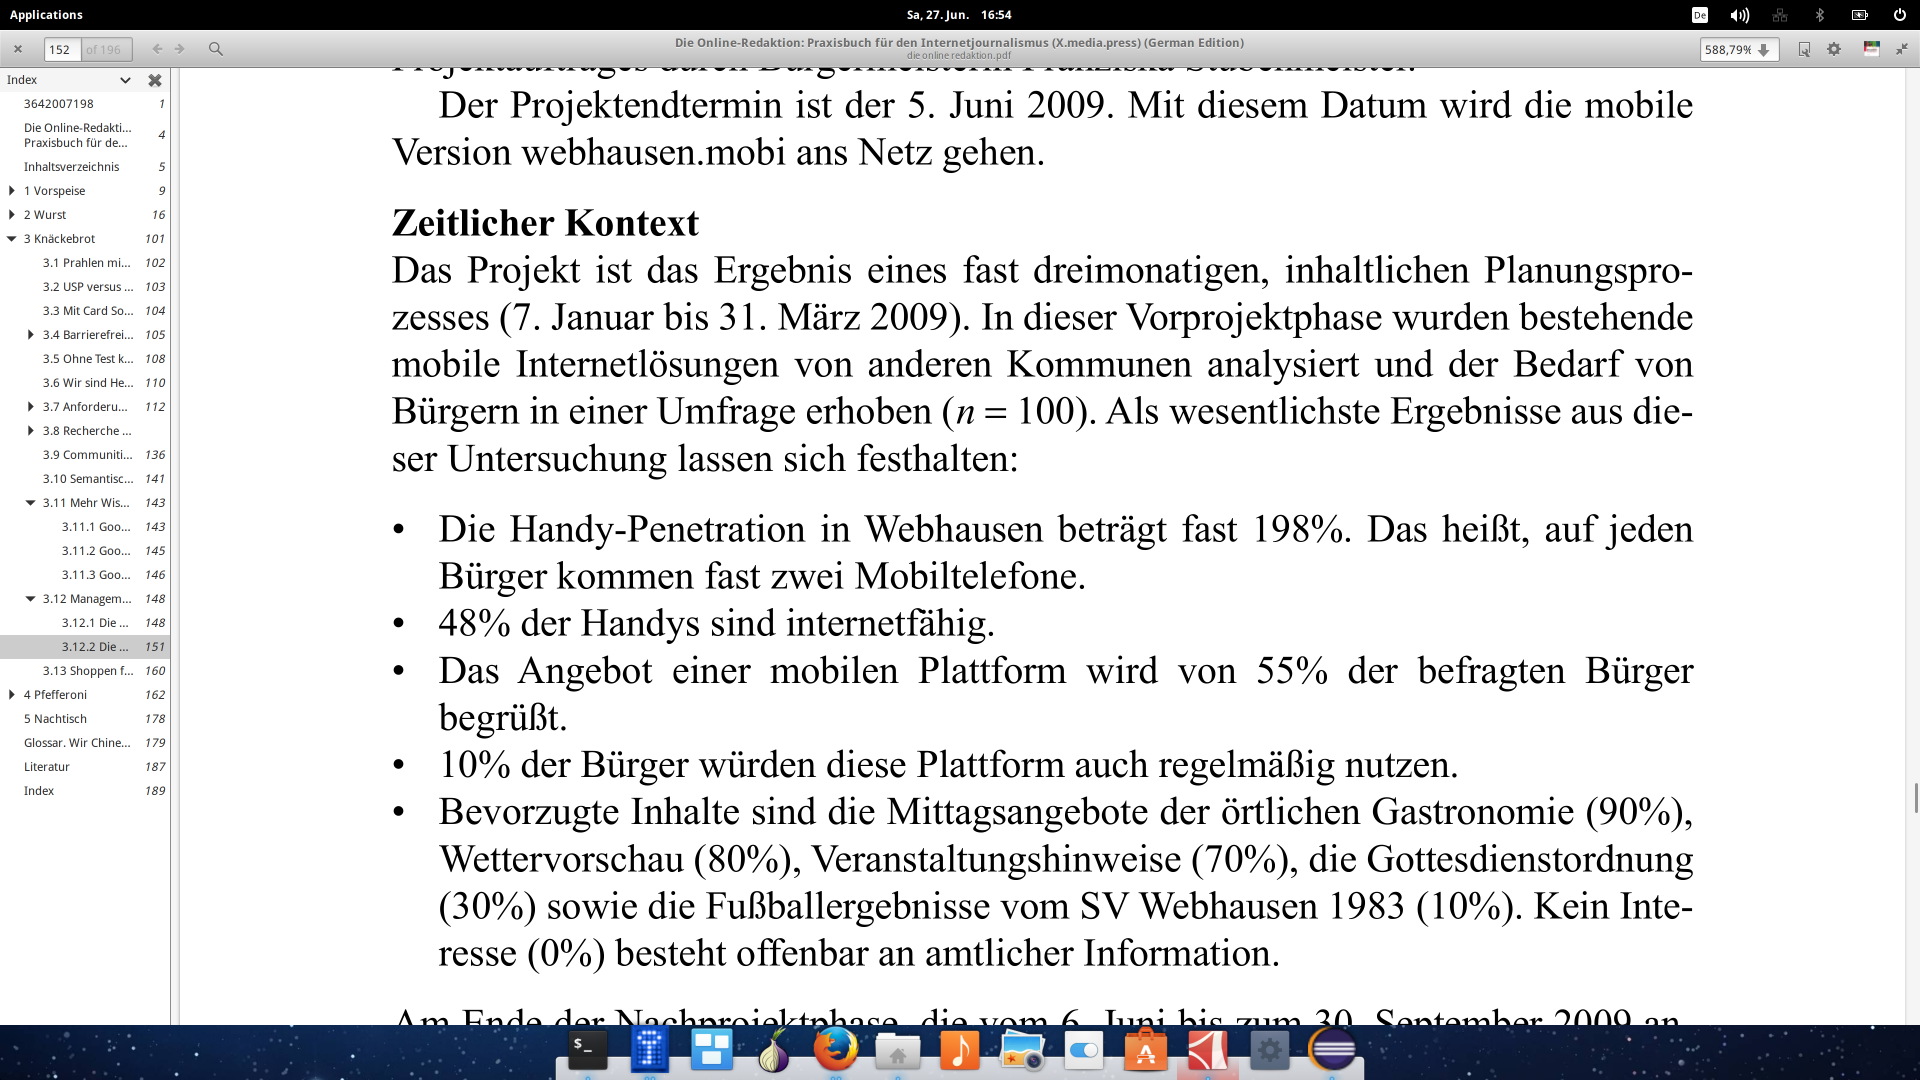 Applications
Sa, 27. Jun. 16:54
De
152 of 196
Die Online-Redaktion: Praxisbuch für den Internetjournalismus (X.media.press) (German Edition)
die online redaktion.pdf
588,79%
Index
3642007198 1
Die Online-Redakti...
Praxisbuch für de... 4
Inhaltsverzeichnis 5
1 Vorspeise 9
2 Wurst 16
3 Knäckebrot 101
3.1 Prahlen mi... 102
3.2 USP versus ... 103
3.3 Mit Card So... 104
3.4 Barrierefrei... 105
3.5 Ohne Test k... 108
3.6 Wir sind He... 110
3.7 Anforderu... 112
3.8 Recherche ...
3.9 Communiti... 136
3.10 Semantisc... 141
3.11 Mehr Wis... 143
3.11.1 Goo... 143
3.11.2 Goo... 145
3.11.3 Goo... 146
3.12 Managem... 148
3.12.1 Die ... 148
3.12.2 Die ... 151
3.13 Shoppen f... 160
4 Pfefferoni 162
5 Nachtisch 178
Glossar. Wir Chine... 179
Literatur 187
Index 189
Projektauftrages durch Bürgermeisterin Franziska Stubenmeister.
Der Projektendtermin ist der 5. Juni 2009. Mit diesem Datum wird die mobile
Version webhausen.mobi ans Netz gehen.
Zeitlicher Kontext
Das Projekt ist das Ergebnis eines fast dreimonatigen, inhaltlichen Planungspro-
zesses (7. Januar bis 31. März 2009). In dieser Vorprojektphase wurden bestehende
mobile Internetlösungen von anderen Kommunen analysiert und der Bedarf von
Bürgern in einer Umfrage erhoben (n = 100). Als wesentlichste Ergebnisse aus die-
ser Untersuchung lassen sich festhalten:
• Die Handy-Penetration in Webhausen beträgt fast 198%. Das heißt, auf jeden
Bürger kommen fast zwei Mobiltelefone.
• 48% der Handys sind internetfähig.
• Das Angebot einer mobilen Plattform wird von 55% der befragten Bürger
begrüßt.
• 10% der Bürger würden diese Plattform auch regelmäßig nutzen.
• Bevorzugte Inhalte sind die Mittagsangebote der örtlichen Gastronomie (90%),
Wettervorschau (80%), Veranstaltungshinweise (70%), die Gottesdienstordnung
(30%) sowie die Fußballergebnisse vom SV Webhausen 1983 (10%). Kein Inte-
resse (0%) besteht offenbar an amtlicher Information.
Am Ende der Nachprojektphase, die vom 6. Juni bis zum 30. September 2009 an-
$_